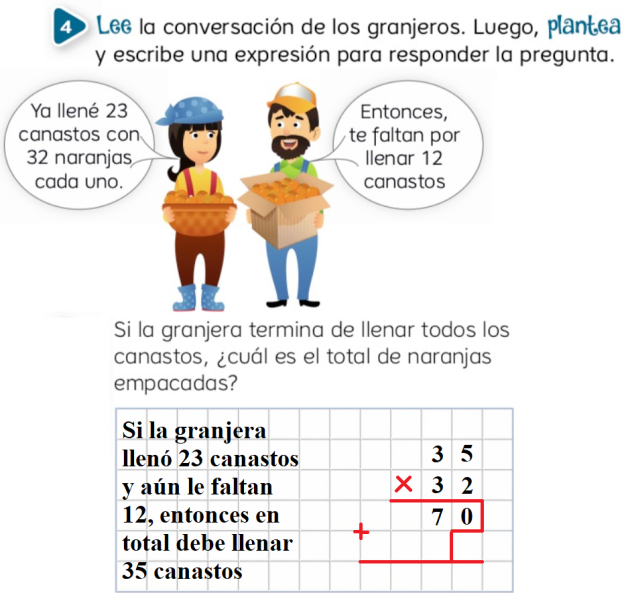 4 Lee la conversación de los granjeros. Luego, plantea
y escribe una expresión para responder la pregunta.
Ya llené 23
canastos con
32 naranjas
cada uno.
Entonces,
te faltan por
llenar 12
canastos
Si la granjera termina de llenar todos los
canastos, ¿cuál es el total de naranjas
empacadas?
Si la granjera
llenó 23 canastos
y aún le faltan
12, entonces en
total debe llenar
35 canastos
3 5
× 3 2
7 0
+